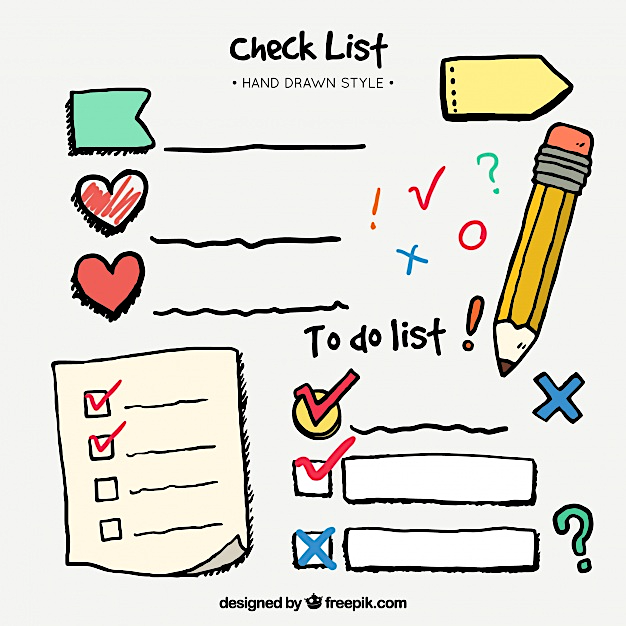 Check List
• HAND DRAWN STYLE •
! ✓ ?
x o
To do list !
?
designed by freepik.com